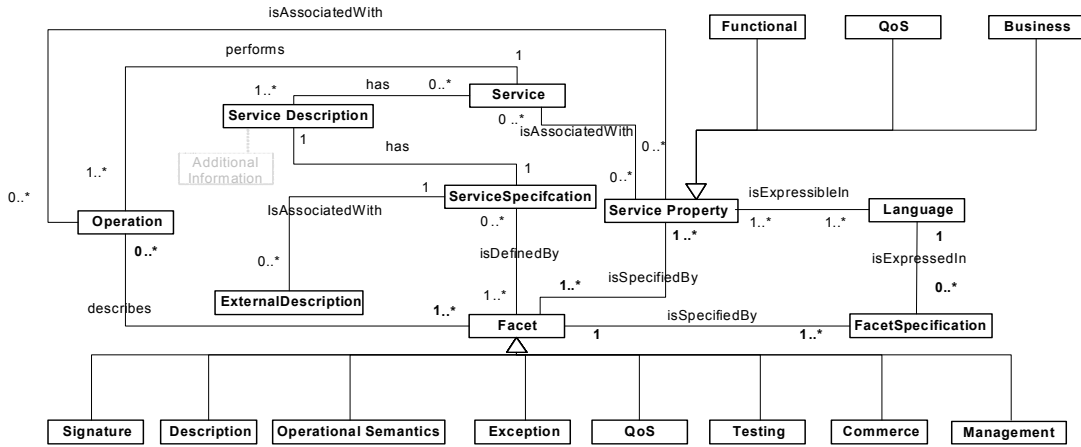 isAssociatedWith
Functional
QoS
Business
performs
1
has
1..*
0..*
Service
Service Description
0 ..*
isAssociatedWith
1
has
0..*
Additional
Information
1..*
1
0..*
0..*
1
ServiceSpecifcation
isExpressibleIn
IsAssociatedWith
Operation
0..*
Service Property
Language
1..*
1..*
0..*
1..*
1
isDefinedBy
isExpressedIn
0..*
isSpecifiedBy
ExternalDescription
1..*
1..*
0..*
describes
1..*
Facet
isSpecifiedBy
FacetSpecification
1
1..*
Signature
Description
Operational Semantics
Exception
QoS
Testing
Commerce
Management